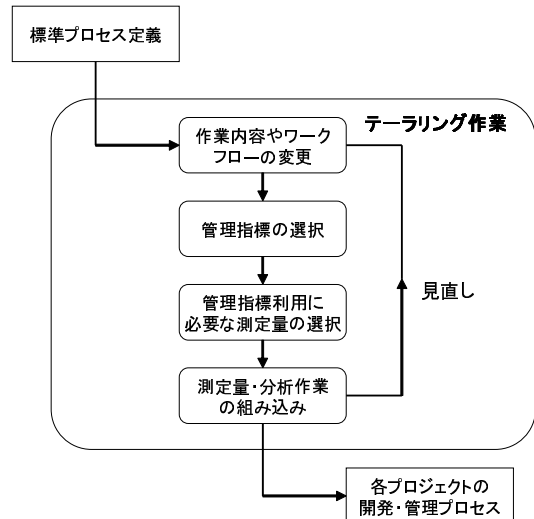 標準プロセス定義
テーラリング作業
作業内容やワーク
フローの変更
管理指標の選択
管理指標利用に
必要な測定量の選択
見直し
測定量・分析作業
の組み込み
各プロジェクトの
開発・管理プロセス